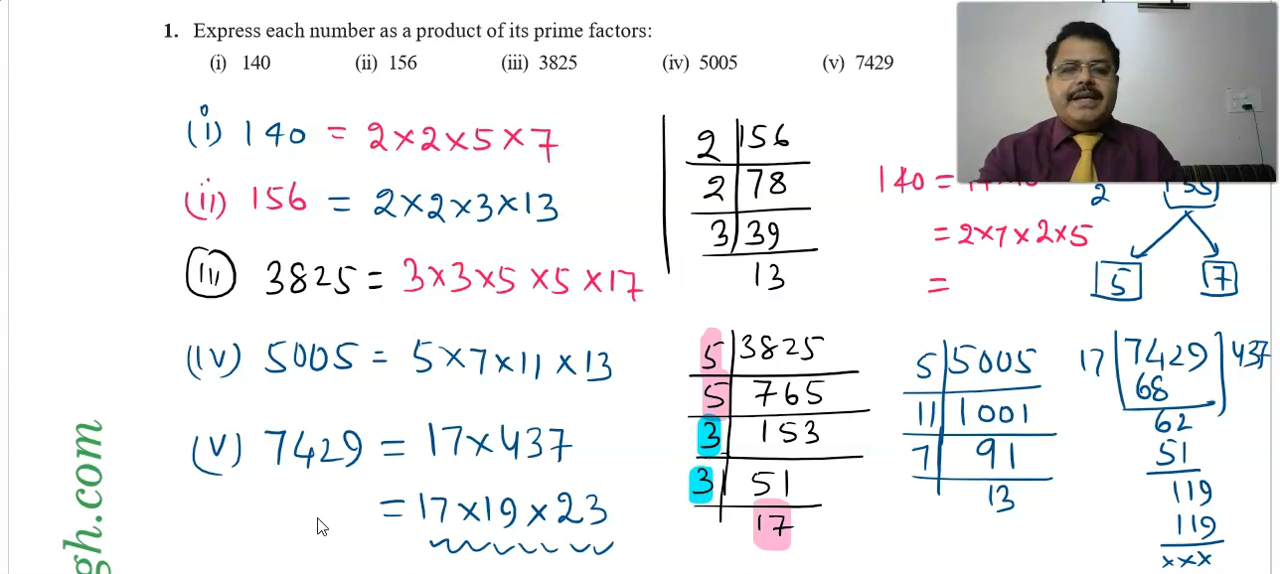 1. Express each number as a product of its prime factors:
(i) 140 (ii) 156 (iii) 3825 (iv) 5005 (v) 7429
(i) 140 = 2×2×5×7
(ii) 156 = 2×2×3×13
(iii) 3825 = 3×3×5×5×17
(iv) 5005 = 5×7×11×13
(v) 7429 = 17×437
= 17×19×23
2 | 156
2 | 78
3 | 39
13
140 =
= 2×7×2×5
=
2
5 7
5 | 3825
5 | 765
3 | 153
3 | 51
17
5 | 5005
11 | 1001
7 | 91
13
17 | 7429 | 437
68
62
51
119
119
×××
gh.com